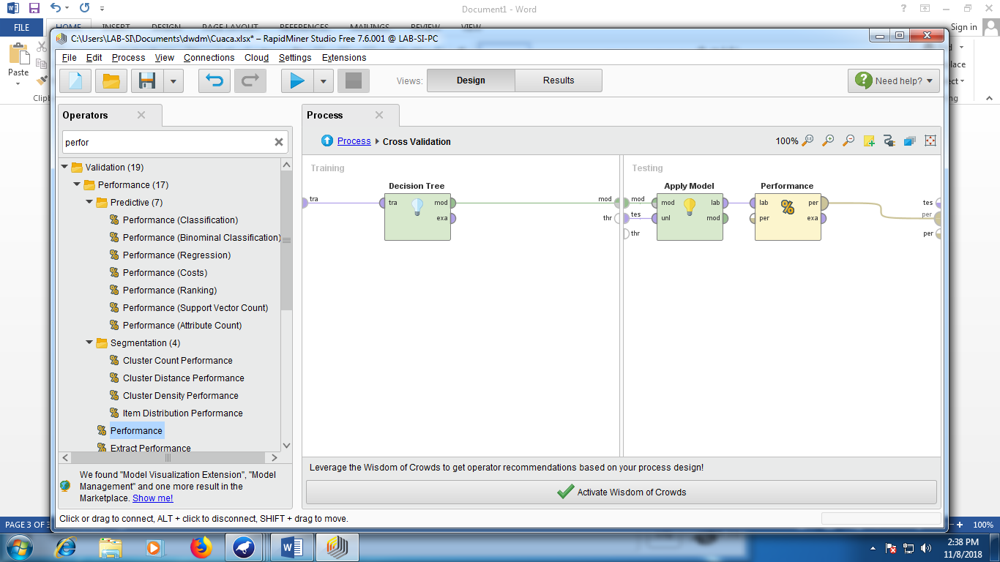 Document1 - Word
Sign in
FILE
HOME
INSERT
DESIGN
PAGE LAYOUT
REFERENCES
MAILINGS
REVIEW
VIEW
Paste
C:\Users\LAB-SI\Documents\dwdm\Cuaca.xlsx* – RapidMiner Studio Free 7.6.001 @ LAB-SI-PC
File Edit Process View Connections Cloud Settings Extensions
Views:
Design
Results
Need help?
Operators
Process
perfor
Process
Cross Validation
100%
Validation (19)
Performance (17)
Predictive (7)
Performance (Classification)
Performance (Binominal Classification)
Performance (Regression)
Performance (Costs)
Performance (Ranking)
Performance (Support Vector Count)
Performance (Attribute Count)
Segmentation (4)
Cluster Count Performance
Cluster Distance Performance
Cluster Density Performance
Item Distribution Performance
Performance
Extract Performance
We found "Model Visualization Extension", "Model
Management" and one more result in the
Marketplace. Show me!
Training
Decision Tree
tra
tra
mod
exa
mod
thr
Testing
Apply Model
Performance
mod
tes
thr
mod
unl
lab
mod
lab
per
per
exa
tes
per
per
Leverage the Wisdom of Crowds to get operator recommendations based on your process design!
Activate Wisdom of Crowds
Click or drag to connect, ALT + click to disconnect, SHIFT + drag to move.
PAGE 3 OF 3
100%
2:38 PM
11/8/2018